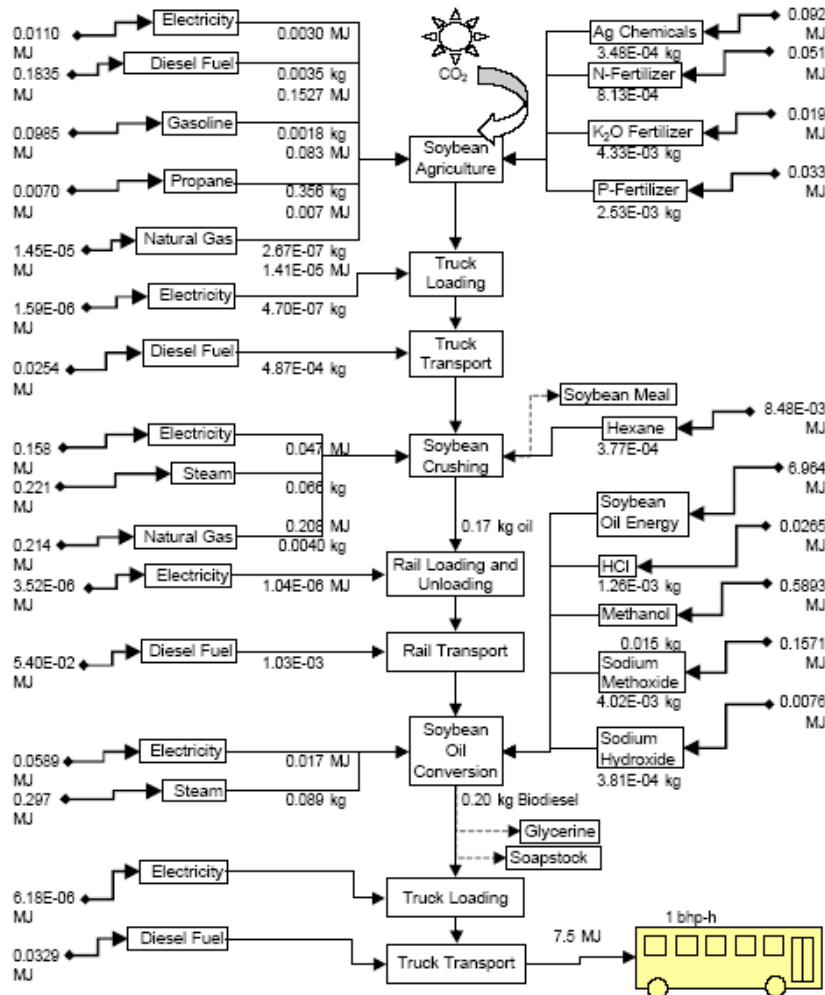 0.0110
MJ
Electricity
0.0030 MJ
0.1835
MJ
Diesel Fuel
0.0035 kg
0.1527 MJ
0.0985
MJ
Gasoline
0.0018 kg
0.083 MJ
0.0070
MJ
Propane
0.356 kg
0.007 MJ
1.45E-05
MJ
Natural Gas
2.67E-07 kg
1.41E-05 MJ
CO2
Soybean
Agriculture
Ag Chemicals
3.48E-04 kg
0.092
MJ
N-Fertilizer
8.13E-04
0.051
MJ
K2O Fertilizer
4.33E-03 kg
0.019
MJ
P-Fertilizer
2.53E-03 kg
0.033
MJ
1.59E-06
MJ
Electricity
4.70E-07 kg
Truck
Loading
0.0254
MJ
Diesel Fuel
4.87E-04 kg
Truck
Transport
Soybean Meal
0.158
MJ
Electricity
0.047 MJ
0.221
MJ
Steam
0.066 kg
0.214
MJ
Natural Gas
0.208 MJ
0.0040 kg
Soybean
Crushing
Hexane
3.77E-04
8.48E-03
MJ
0.17 kg oil
3.52E-06
MJ
Electricity
1.04E-06 MJ
Rail Loading and
Unloading
5.40E-02
MJ
Diesel Fuel
1.03E-03
Rail Transport
Soybean
Oil Energy
6.964
MJ
HCl
1.26E-03 kg
0.0265
MJ
Methanol
0.015 kg
0.5893
MJ
Sodium
Methoxide
4.02E-03 kg
0.1571
MJ
Sodium
Hydroxide
3.81E-04 kg
0.0076
MJ
0.0589
MJ
Electricity
0.017 MJ
0.297
MJ
Steam
0.089 kg
Soybean
Oil
Conversion
0.20 kg Biodiesel
Glycerine
Soapstock
6.18E-06
MJ
Electricity
Truck Loading
0.0329
MJ
Diesel Fuel
Truck Transport
7.5 MJ
1 bhp-h